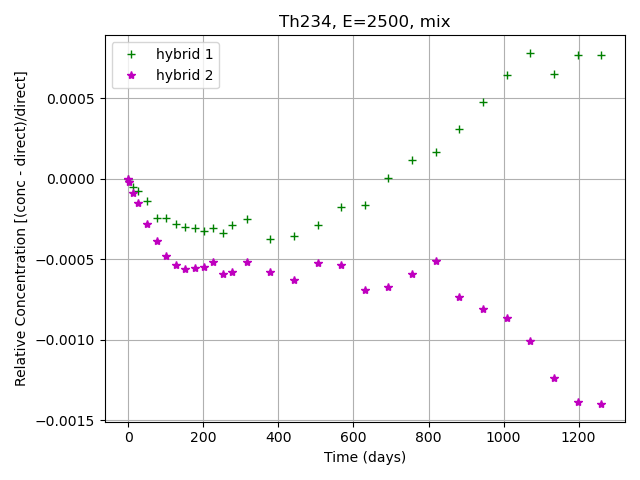 Th234, E=2500, mix
hybrid 1
hybrid 2
Relative Concentration [(conc - direct)/direct]
0.0005
0.0000
−0.0005
−0.0010
−0.0015
0 200 400 600 800 1000 1200
Time (days)